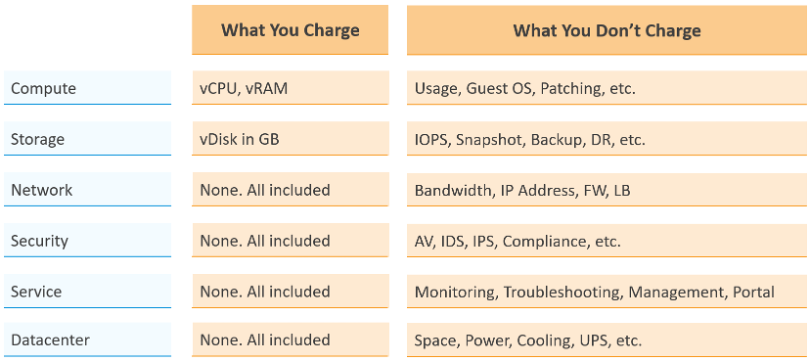 What You Charge What You Don’t Charge
Compute vCPU, vRAM Usage, Guest OS, Patching, etc.
Storage vDisk in GB IOPS, Snapshot, Backup, DR, etc.
Network None. All included Bandwidth, IP Address, FW, LB
Security None. All included AV, IDS, IPS, Compliance, etc.
Service None. All included Monitoring, Troubleshooting, Management, Portal
Datacenter None. All included Space, Power, Cooling, UPS, etc.